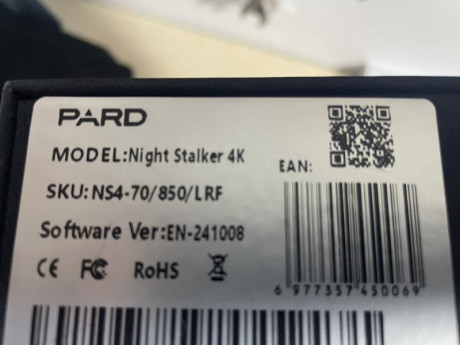 PARD
MODEL:Night Stalker 4K
EAN:
SKU: NS4-70/850/LRF
Software Ver:EN-241008
CE FC RoHS
6 977357 450069